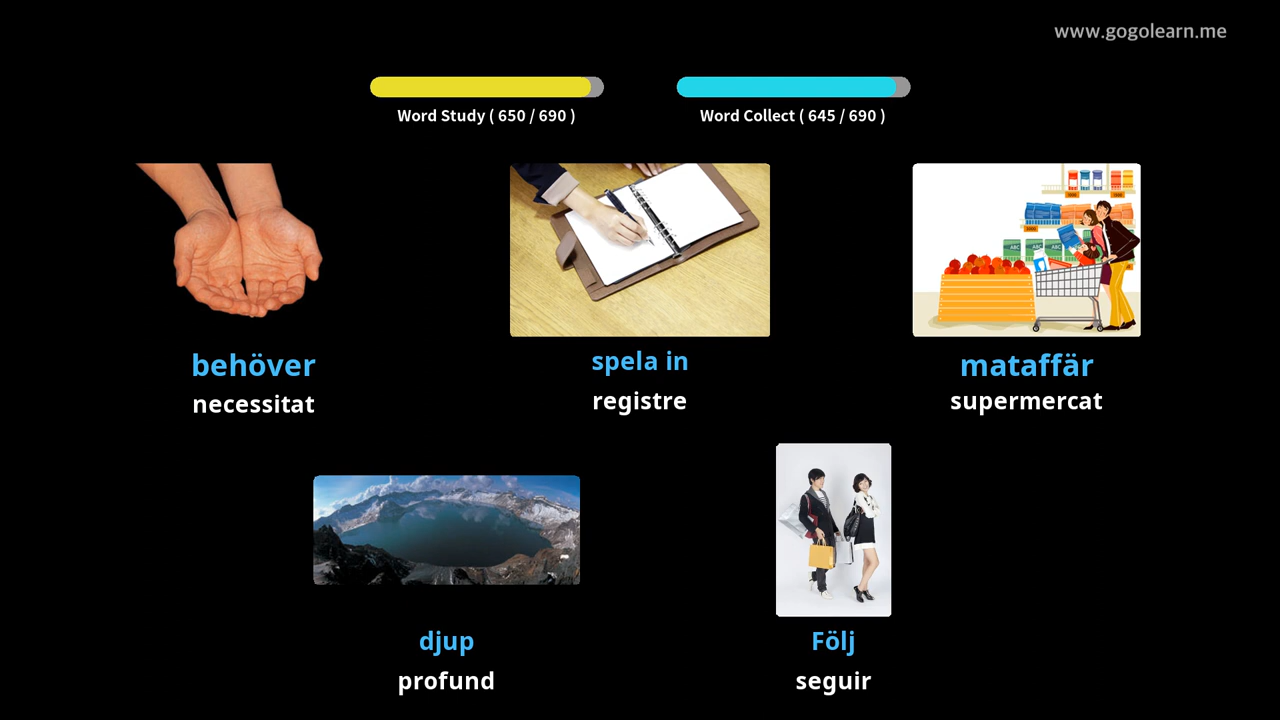 www.gogolearn.me
Word Study ( 650 / 690 )
Word Collect ( 645 / 690 )
behöver
necessitat
spela in
registre
mataffär
supermercat
djup
profund
Följ
seguir